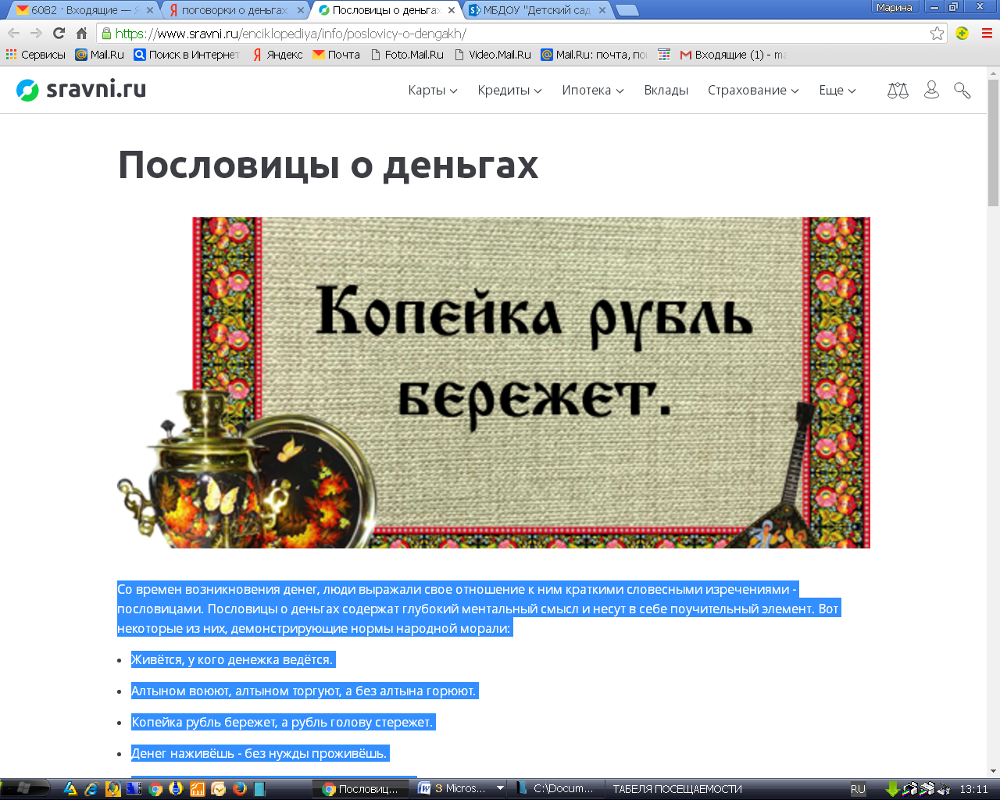 6082 · Входящие — Я
поговорки о деньгах
Пословицы о деньгах
МБДОУ "Детский сад
Марина
https://www.sravni.ru/enciklopediya/info/poslovicy-o-dengakh/
Сервисы Mail.Ru Поиск в Интернет Яндекс Почта Foto.Mail.Ru Video.Mail.Ru Mail.Ru: почта, по Входящие (1) - ma
sravni.ru Карты Кредиты Ипотека Вклады Страхование Еще
Пословицы о деньгах
Копейка рубль
бережет.
Со времен возникновения денег, люди выражали свое отношение к ним краткими словесными изречениями -
пословицами. Пословицы о деньгах содержат глубокий ментальный смысл и несут в себе поучительный элемент. Вот
некоторые из них, демонстрирующие нормы народной морали:
• Живётся, у кого денежка ведётся.
• Алтыном воюют, алтыном торгуют, а без алтына горюют.
• Копейка рубль бережет, а рубль голову стережет.
• Денег наживёшь - без нужды проживёшь.
Пословиц... 3 Micros... C:\Docum... ТАБЕЛЯ ПОСЕЩАЕМОСТИ RU 13:11